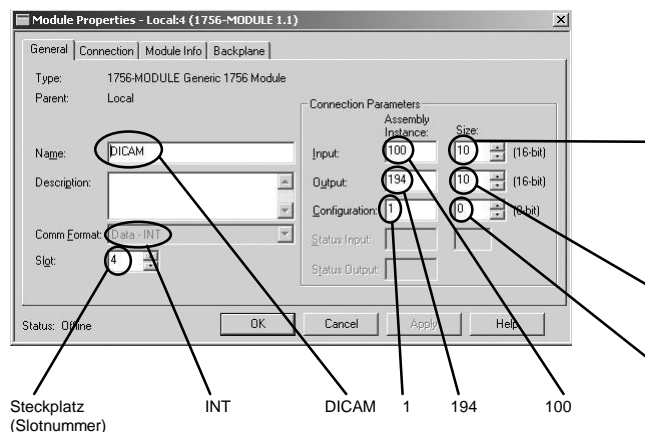 Module Properties - Local:4 (1756-MODULE 1.1)
General Connection Module Info Backplane
Type: 1756-MODULE Generic 1756 Module
Parent: Local
Connection Parameters
Assembly
Instance: Size:
Name: DICAM
Input: 100 10 (16-bit)
Description:
Output: 194 10 (16-bit)
Configuration: 1 0 (8-bit)
Comm Format: Data - INT
Status Input:
Slot: 4
Status Output:
Status: Offline OK Cancel Apply Help
Steckplatz INT DICAM 1 194 100
(Slotnummer)